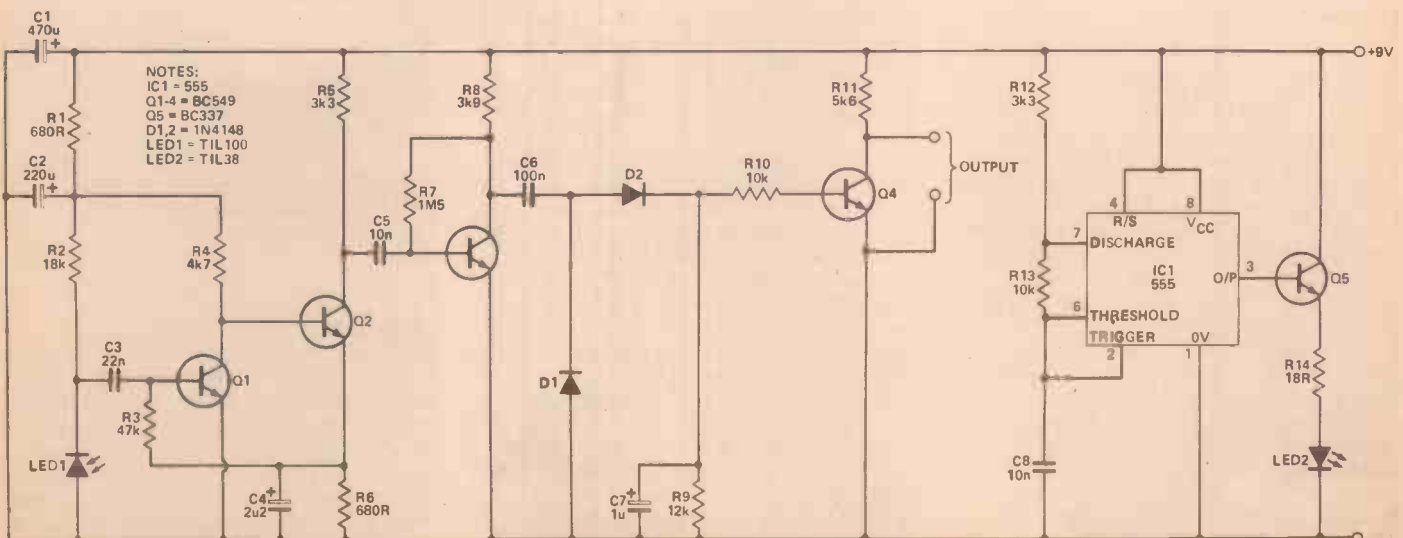 C1
470u
+
+9V
NOTES:
IC1 = 555
Q1-4 = BC549
Q5 = BC337
D1,2 = 1N4148
LED1 = TIL100
LED2 = TIL38
R1
680R
R5
3k3
R8
3k9
R11
5k6
R12
3k3
C2
220u
+
OUTPUT
R7
1M5
C6
100n
D2
R10
10k
Q4
4
R/S
8
VCC
7
DISCHARGE
R2
18k
R4
4k7
C5
10n
R13
10k
IC1
555
O/P
3
Q5
6
THRESHOLD
TRIGGER
2
0V
1
Q2
C3
22n
Q1
D1
R14
18R
R3
47k
LED1
C4
2u2
+
R6
680R
C7
1u
+
R9
12k
C8
10n
LED2